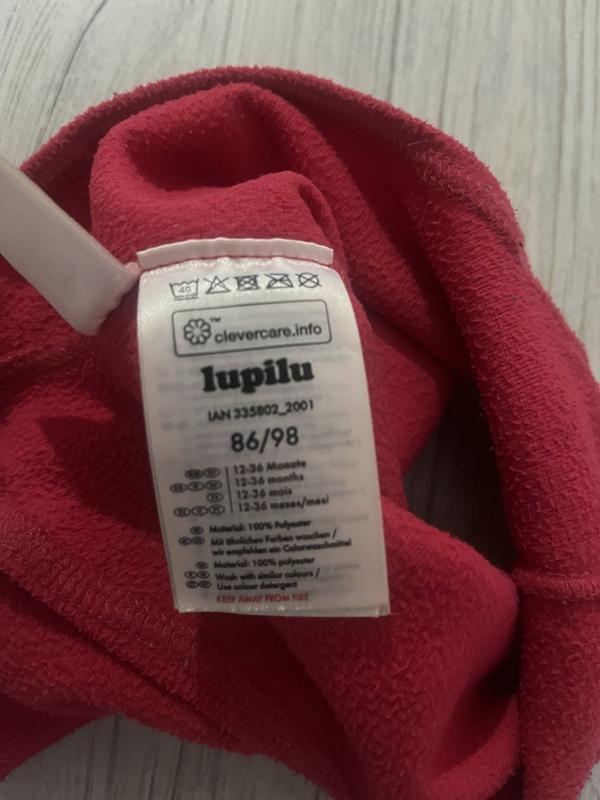 40
clevercare.info™
lupilu
IAN 335802_2001
86/98
12-36 Monate
12-36 months
12-36 mois
12-36 meses/mesi
Material: 100% Polyester
Mit ähnlichen Farben waschen /
wir empfehlen ein Colorwaschmittel
Material: 100% polyester
Wash with similar colours /
Use colour detergent
KEEP AWAY FROM FIRE